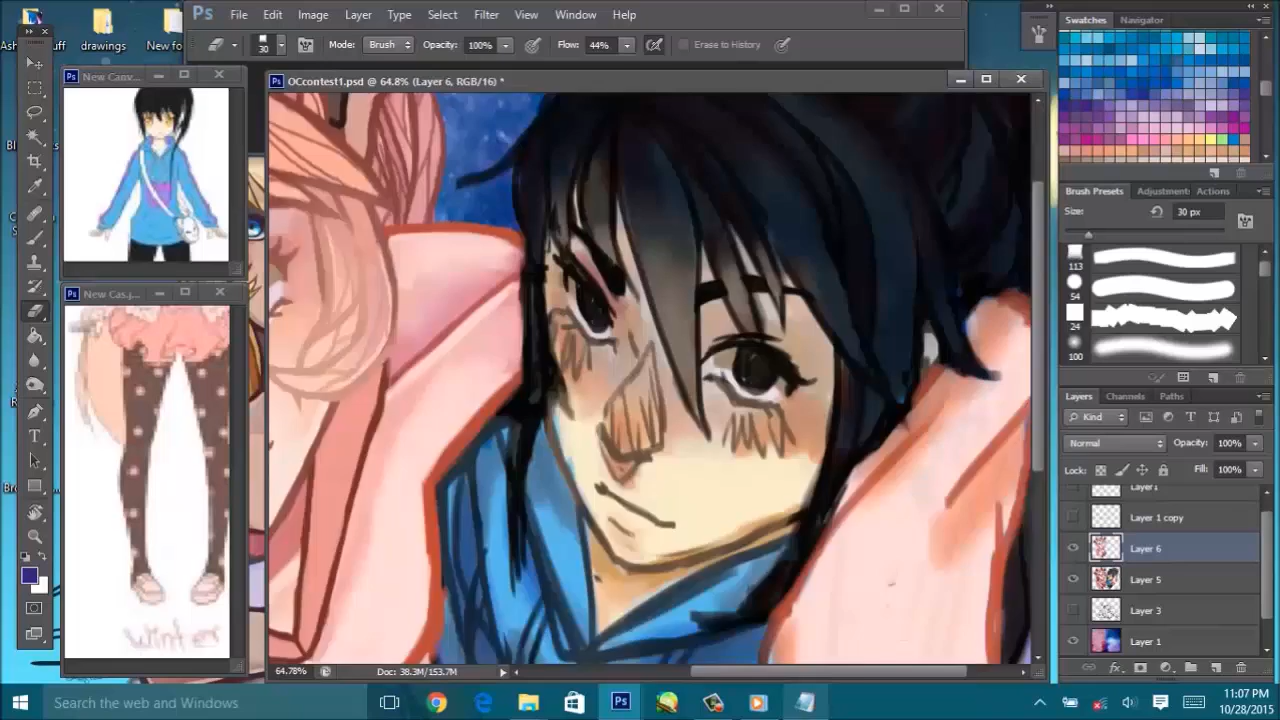 drawings
New fo
Ps File Edit Image Layer Type Select Filter View Window Help
30 Mode: Brush Opacity: 100% Flow: 44% Erase to History
Ps New Canv
Ps OCcontest1.psd @ 64.8% (Layer 6, RGB/16) *
Ps New Cas.j
winter
Swatches Navigator
Brush Presets Adjustment Actions
Size: 30 px
113
54
24
100
Layers Channels Paths
Kind
Normal Opacity: 100%
Lock: Fill: 100%
Layer1
Layer 1 copy
Layer 6
Layer 5
Layer 3
Layer 1
64.78% Doc: 38.3M/153.7M
Search the web and Windows
Ps
11:07 PM
10/28/2015